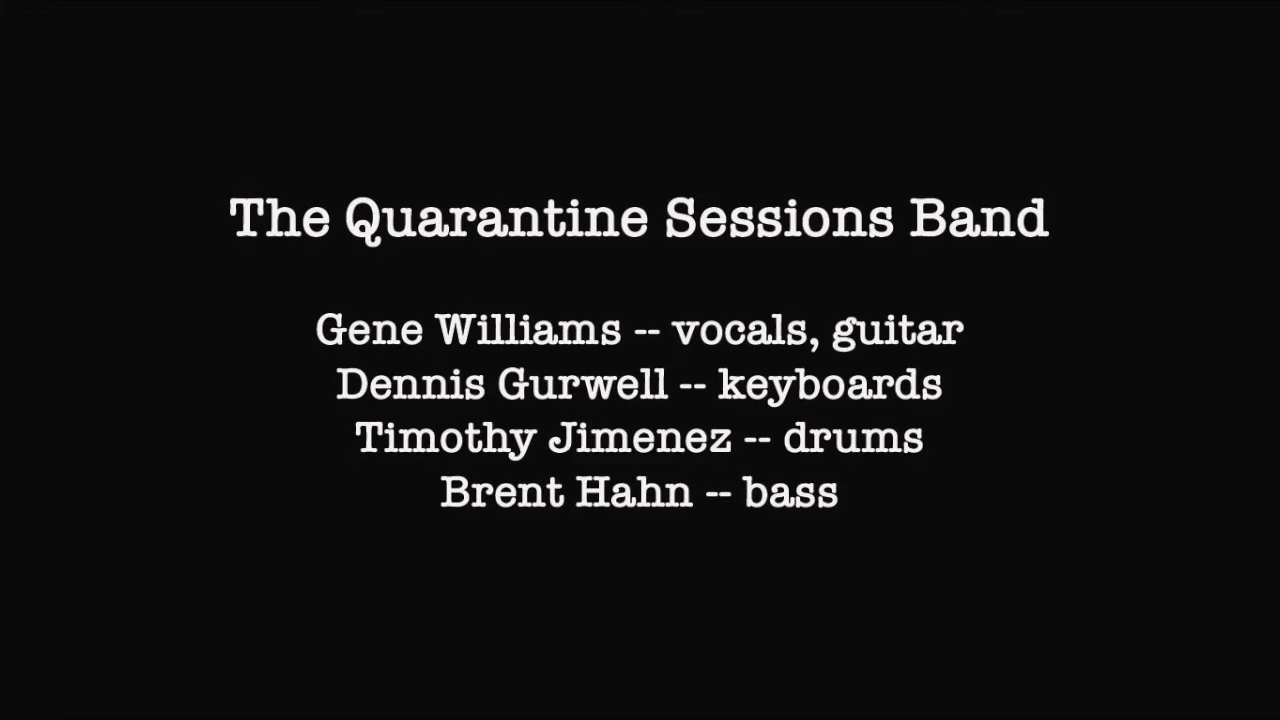 The Quarantine Sessions Band
Gene Williams -- vocals, guitar
Dennis Gurwell -- keyboards
Timothy Jimenez -- drums
Brent Hahn -- bass